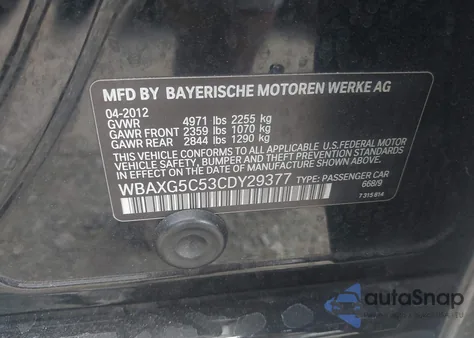 MFD BY BAYERISCHE MOTOREN WERKE AG
04-2012
GVWR 4971 lbs 2255 kg
GAWR FRONT 2359 lbs 1070 kg
GAWR REAR 2844 lbs 1290 kg
THIS VEHICLE CONFORMS TO ALL APPLICABLE U.S.FEDERAL MOTOR
VEHICLE SAFETY, BUMPER, AND THEFT PREVENTION STANDARDS
IN EFFECT ON THE DATE OF MANUFACTURE SHOWN ABOVE.
WBAXG5C53CDY29377 TYPE: PASSENGER CAR
668/9
7 315 814
autoSnap